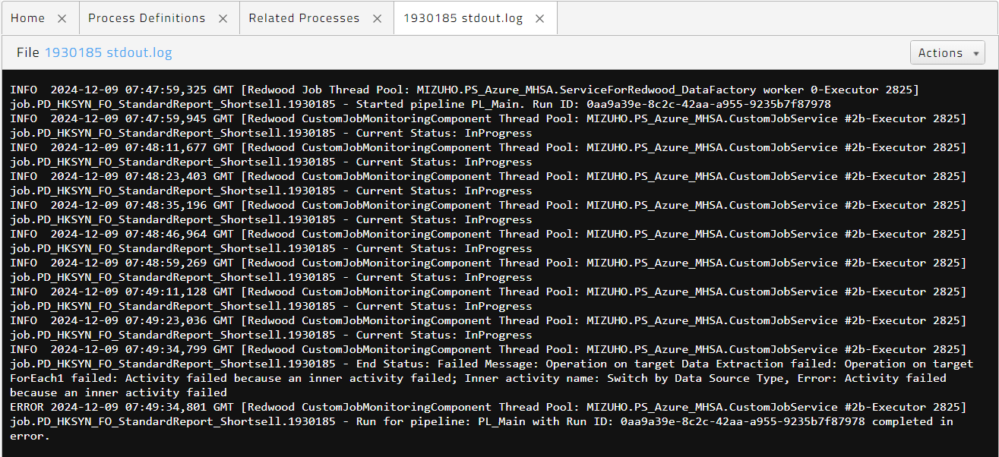 Home
Process Definitions
Related Processes
1930185 stdout.log
File 1930185 stdout.log
Actions
INFO  2024-12-09 07:47:59,325 GMT [Redwood Job Thread Pool: MIZUHO.PS_Azure_MHSA.ServiceForRedwood_DataFactory worker 0-Executor 2825]
job.PD_HKSYN_FO_StandardReport_Shortsell.1930185 - Started pipeline PL_Main. Run ID: 0aa9a39e-8c2c-42aa-a955-9235b7f87978
INFO  2024-12-09 07:47:59,945 GMT [Redwood CustomJobMonitoringComponent Thread Pool: MIZUHO.PS_Azure_MHSA.CustomJobService #2b-Executor 2825]
job.PD_HKSYN_FO_StandardReport_Shortsell.1930185 - Current Status: InProgress
INFO  2024-12-09 07:48:11,677 GMT [Redwood CustomJobMonitoringComponent Thread Pool: MIZUHO.PS_Azure_MHSA.CustomJobService #2b-Executor 2825]
job.PD_HKSYN_FO_StandardReport_Shortsell.1930185 - Current Status: InProgress
INFO  2024-12-09 07:48:23,403 GMT [Redwood CustomJobMonitoringComponent Thread Pool: MIZUHO.PS_Azure_MHSA.CustomJobService #2b-Executor 2825]
job.PD_HKSYN_FO_StandardReport_Shortsell.1930185 - Current Status: InProgress
INFO  2024-12-09 07:48:35,196 GMT [Redwood CustomJobMonitoringComponent Thread Pool: MIZUHO.PS_Azure_MHSA.CustomJobService #2b-Executor 2825]
job.PD_HKSYN_FO_StandardReport_Shortsell.1930185 - Current Status: InProgress
INFO  2024-12-09 07:48:46,964 GMT [Redwood CustomJobMonitoringComponent Thread Pool: MIZUHO.PS_Azure_MHSA.CustomJobService #2b-Executor 2825]
job.PD_HKSYN_FO_StandardReport_Shortsell.1930185 - Current Status: InProgress
INFO  2024-12-09 07:48:59,269 GMT [Redwood CustomJobMonitoringComponent Thread Pool: MIZUHO.PS_Azure_MHSA.CustomJobService #2b-Executor 2825]
job.PD_HKSYN_FO_StandardReport_Shortsell.1930185 - Current Status: InProgress
INFO  2024-12-09 07:49:11,128 GMT [Redwood CustomJobMonitoringComponent Thread Pool: MIZUHO.PS_Azure_MHSA.CustomJobService #2b-Executor 2825]
job.PD_HKSYN_FO_StandardReport_Shortsell.1930185 - Current Status: InProgress
INFO  2024-12-09 07:49:23,036 GMT [Redwood CustomJobMonitoringComponent Thread Pool: MIZUHO.PS_Azure_MHSA.CustomJobService #2b-Executor 2825]
job.PD_HKSYN_FO_StandardReport_Shortsell.1930185 - Current Status: InProgress
INFO  2024-12-09 07:49:34,799 GMT [Redwood CustomJobMonitoringComponent Thread Pool: MIZUHO.PS_Azure_MHSA.CustomJobService #2b-Executor 2825]
job.PD_HKSYN_FO_StandardReport_Shortsell.1930185 - End Status: Failed Message: Operation on target Data Extraction failed: Operation on target
ForEach1 failed: Activity failed because an inner activity failed; Inner activity name: Switch by Data Source Type, Error: Activity failed
because an inner activity failed
ERROR 2024-12-09 07:49:34,801 GMT [Redwood CustomJobMonitoringComponent Thread Pool: MIZUHO.PS_Azure_MHSA.CustomJobService #2b-Executor 2825]
job.PD_HKSYN_FO_StandardReport_Shortsell.1930185 - Run for pipeline: PL_Main with Run ID: 0aa9a39e-8c2c-42aa-a955-9235b7f87978 completed in
error.